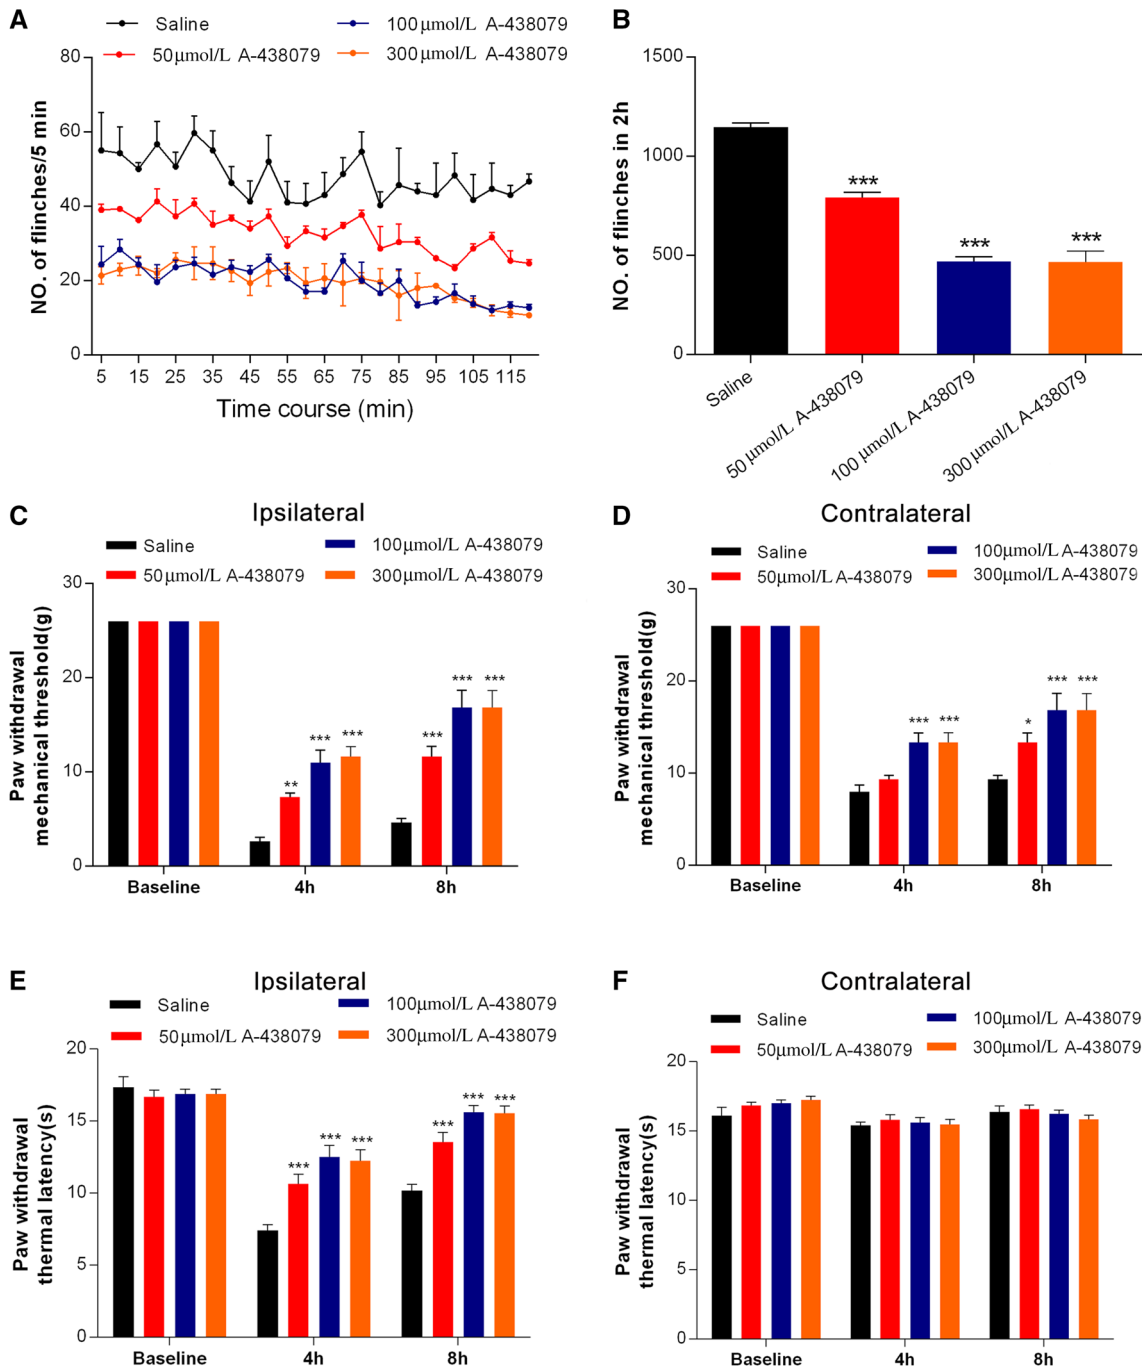 A
Saline
100μmol/L A-438079
50μmol/L A-438079
300μmol/L A-438079
NO. of flinches/5 min
80
60
40
20
0
5 15 25 35 45 55 65 75 85 95 105 115
Time course (min)
B
NO. of flinches in 2h
1500
1000
500
0
***
***
***
Saline
50 μmol/L A-438079
100 μmol/L A-438079
300 μmol/L A-438079
C
Ipsilateral
Saline
100μmol/L A-438079
50μmol/L A-438079
300μmol/L A-438079
Paw withdrawal
mechanical threshold(g)
30
20
10
0
**
***
***
***
***
***
Baseline 4h 8h
D
Contralateral
Saline
100μmol/L A-438079
50μmol/L A-438079
300μmol/L A-438079
Paw withdrawal
mechanical threshold(g)
30
20
10
0
***
***
*
***
***
Baseline 4h 8h
E
Ipsilateral
Saline
100μmol/L A-438079
50μmol/L A-438079
300μmol/L A-438079
Paw withdrawal
thermal latency(s)
20
15
10
5
0
***
***
***
***
***
***
Baseline 4h 8h
F
Contralateral
Saline
100μmol/L A-438079
50μmol/L A-438079
300μmol/L A-438079
Paw withdrawal
thermal latency(s)
20
15
10
5
0
Baseline 4h 8h